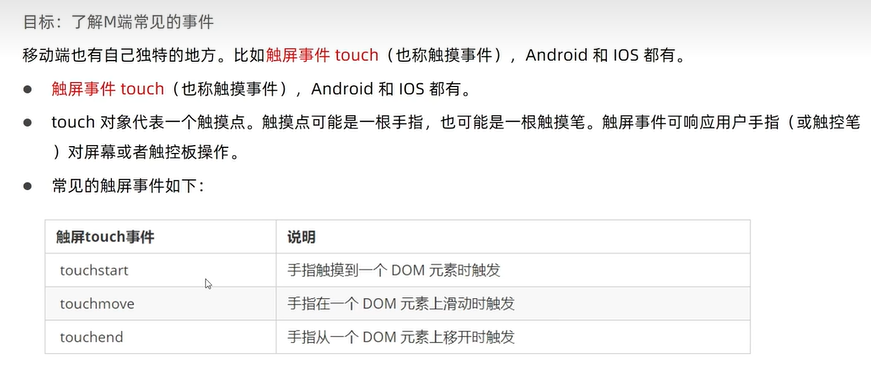 目标：了解M端常见的事件
移动端也有自己独特的地方。比如触屏事件 touch（也称触摸事件），Android 和 IOS 都有。
● 触屏事件 touch（也称触摸事件），Android 和 IOS 都有。
● touch 对象代表一个触摸点。触摸点可能是一根手指，也可能是一根触摸笔。触屏事件可响应用户手指（或触控笔
）对屏幕或者触控板操作。
● 常见的触屏事件如下：
触屏touch事件 说明
touchstart 手指触摸到一个 DOM 元素时触发
touchmove 手指在一个 DOM 元素上滑动时触发
touchend 手指从一个 DOM 元素上移开时触发